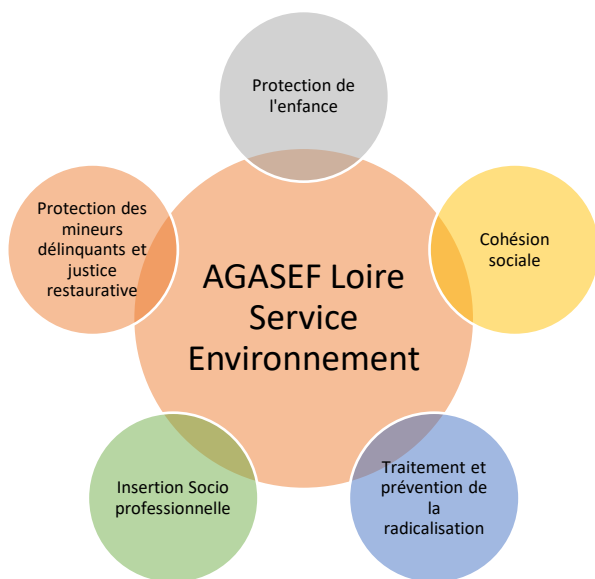 Protection de
l'enfance
Protection des
mineurs
délinquants et
justice
restaurative
Cohésion
sociale
AGASEF Loire
Service
Environnement
Insertion Socio
professionnelle
Traitement et
prévention de
la
radicalisation